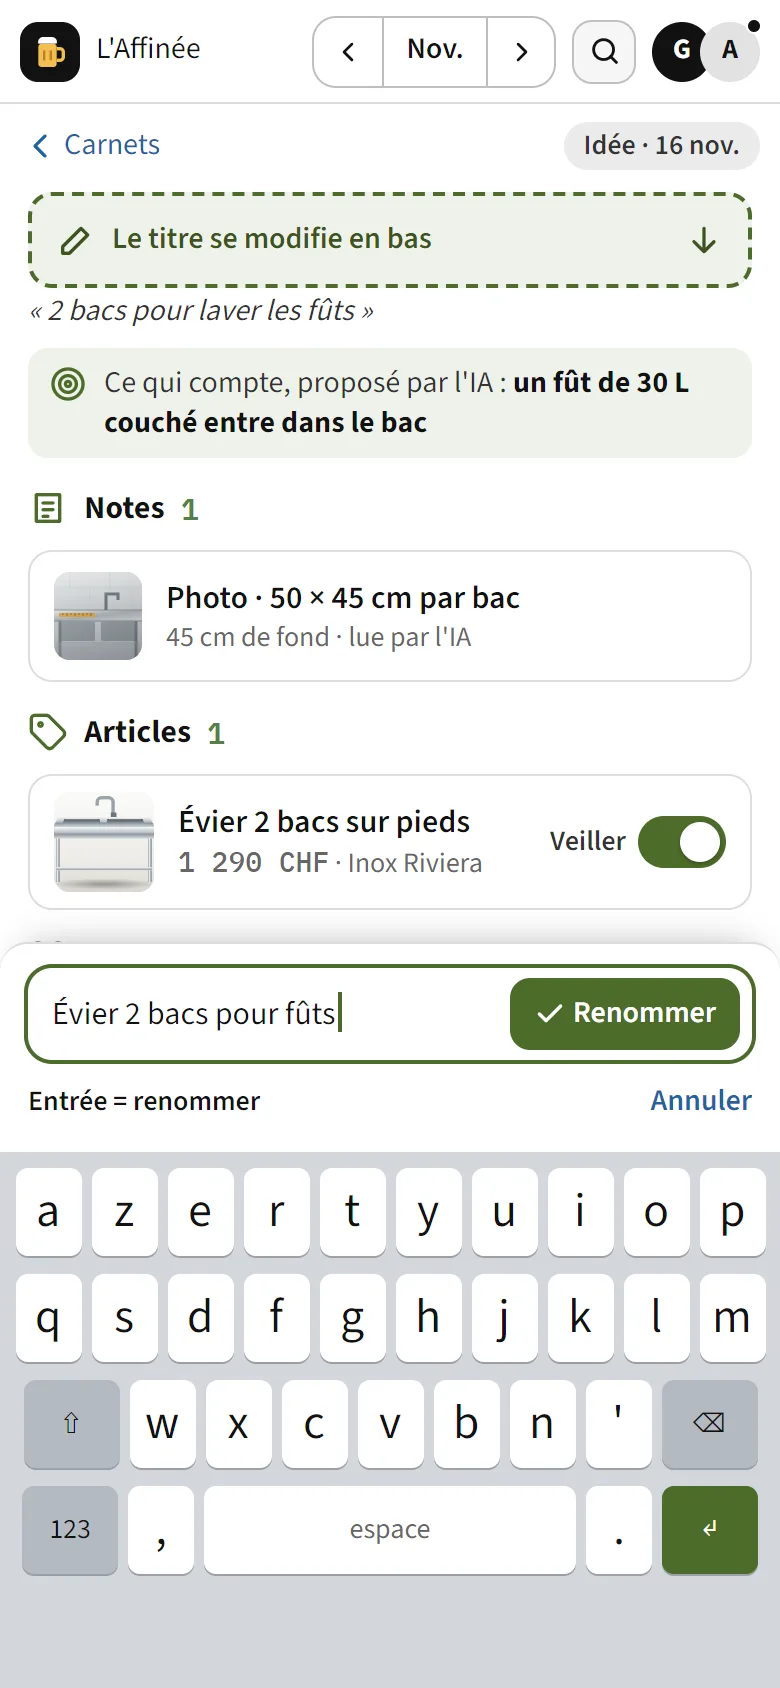 L'Affinée
Nov.
G
A
Carnets
Idée · 16 nov.
Le titre se modifie en bas
« 2 bacs pour laver les fûts »
Ce qui compte, proposé par l'IA : un fût de 30 L
couché entre dans le bac
Notes 1
Photo · 50 × 45 cm par bac
45 cm de fond · lue par l'IA
Articles 1
Évier 2 bacs sur pieds
1 290 CHF · Inox Riviera
Veiller
Évier 2 bacs pour fûts
Renommer
Entrée = renommer
Annuler
a z e r t y u i o p
q s d f g h j k l m
w x c v b n '
123 , espace .